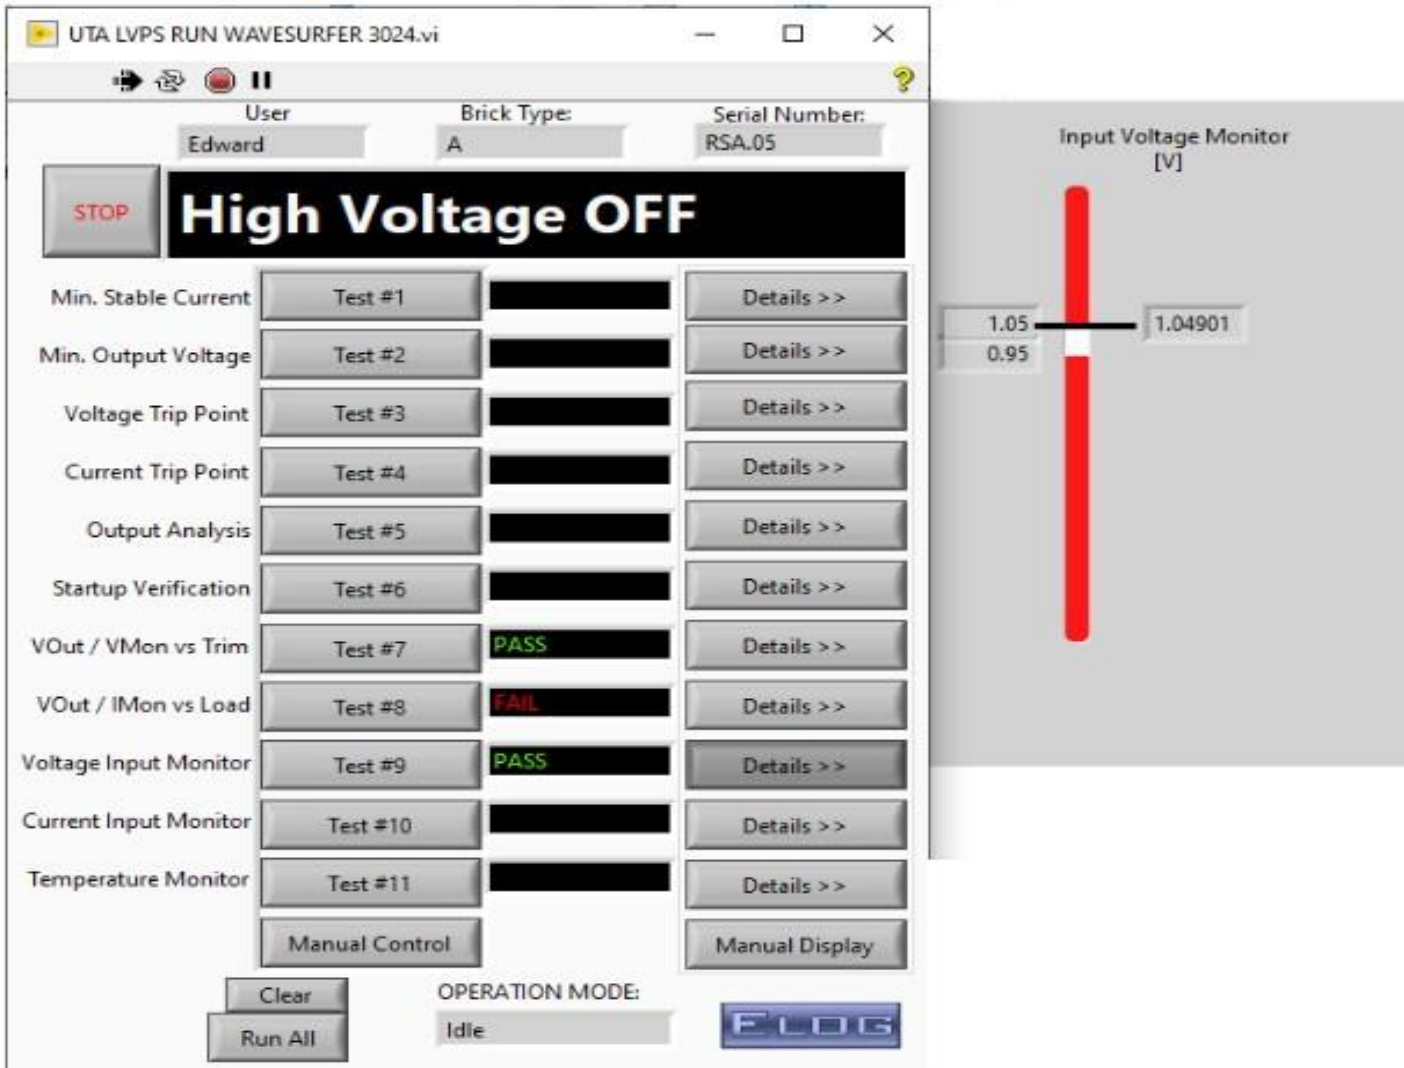 UTA LVPS RUN WAVESURFER 3024.vi
?
User Brick Type: Serial Number:
Edward A RSA.05
STOP High Voltage OFF
Min. Stable Current Test #1 Details >>
Min. Output Voltage Test #2 Details >>
Voltage Trip Point Test #3 Details >>
Current Trip Point Test #4 Details >>
Output Analysis Test #5 Details >>
Startup Verification Test #6 Details >>
VOut / VMon vs Trim Test #7 PASS Details >>
VOut / IMon vs Load Test #8 FAIL Details >>
Voltage Input Monitor Test #9 PASS Details >>
Current Input Monitor Test #10 Details >>
Temperature Monitor Test #11 Details >>
Manual Control Manual Display
Clear OPERATION MODE:
Run All Idle ELOG
Input Voltage Monitor
[V]
1.05 1.04901
0.95